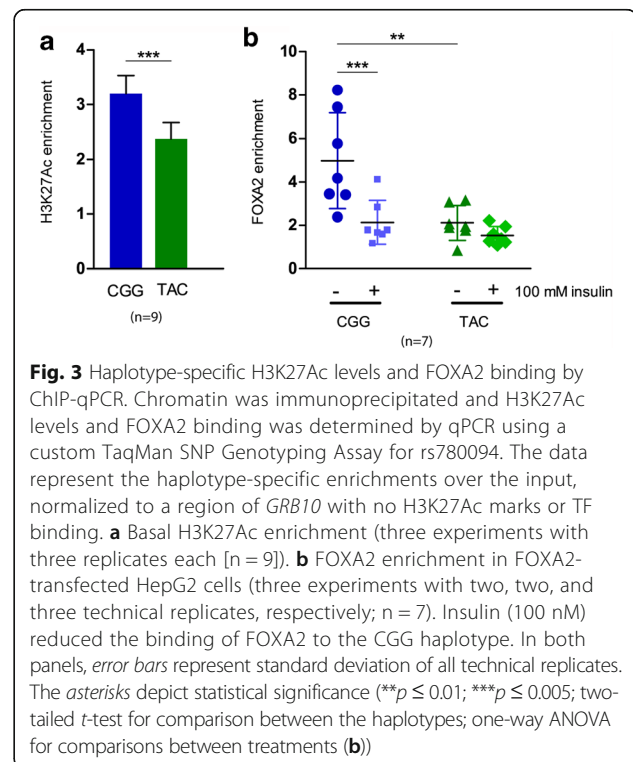 a
b
H3K27Ac enrichment
4
3
2
1
0
***
CGG TAC
(n=9)
FOXA2 enrichment
10
8
6
4
2
0
**
***
- + - + 100 mM insulin
CGG TAC
(n=7)
Fig. 3 Haplotype-specific H3K27Ac levels and FOXA2 binding by
ChIP-qPCR. Chromatin was immunoprecipitated and H3K27Ac
levels and FOXA2 binding was determined by qPCR using a
custom TaqMan SNP Genotyping Assay for rs780094. The data
represent the haplotype-specific enrichments over the input,
normalized to a region of GRB10 with no H3K27Ac marks or TF
binding. a Basal H3K27Ac enrichment (three experiments with
three replicates each [n = 9]). b FOXA2 enrichment in FOXA2-
transfected HepG2 cells (three experiments with two, two, and
three technical replicates, respectively; n = 7). Insulin (100 nM)
reduced the binding of FOXA2 to the CGG haplotype. In both
panels, error bars represent standard deviation of all technical replicates.
The asterisks depict statistical significance (**p ≤ 0.01; ***p ≤ 0.005; two-
tailed t-test for comparison between the haplotypes; one-way ANOVA
for comparisons between treatments (b))